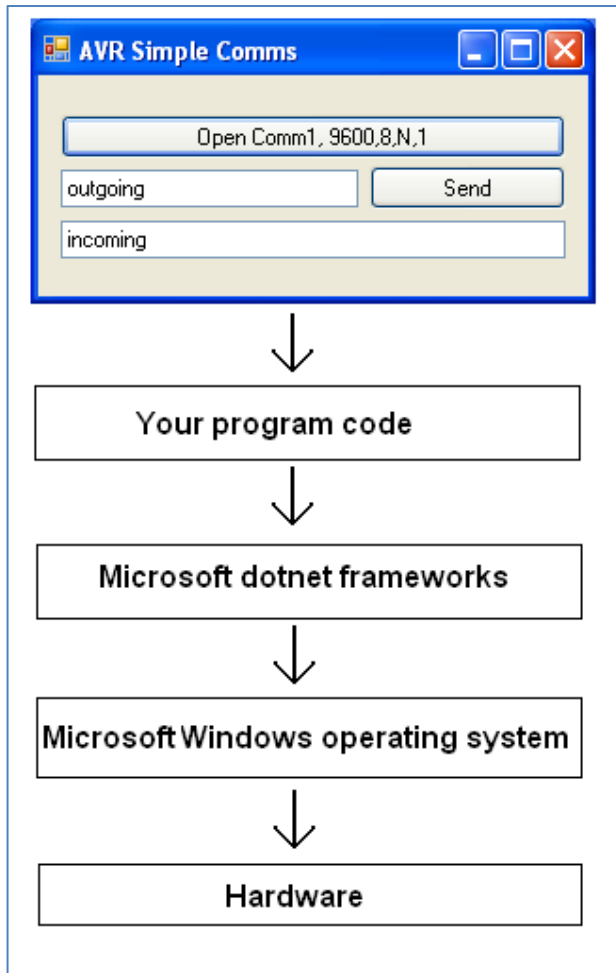 AVR Simple Comms
Open Comm1, 9600,8,N,1
outgoing
Send
incoming
Your program code
Microsoft dotnet frameworks
Microsoft Windows operating system
Hardware